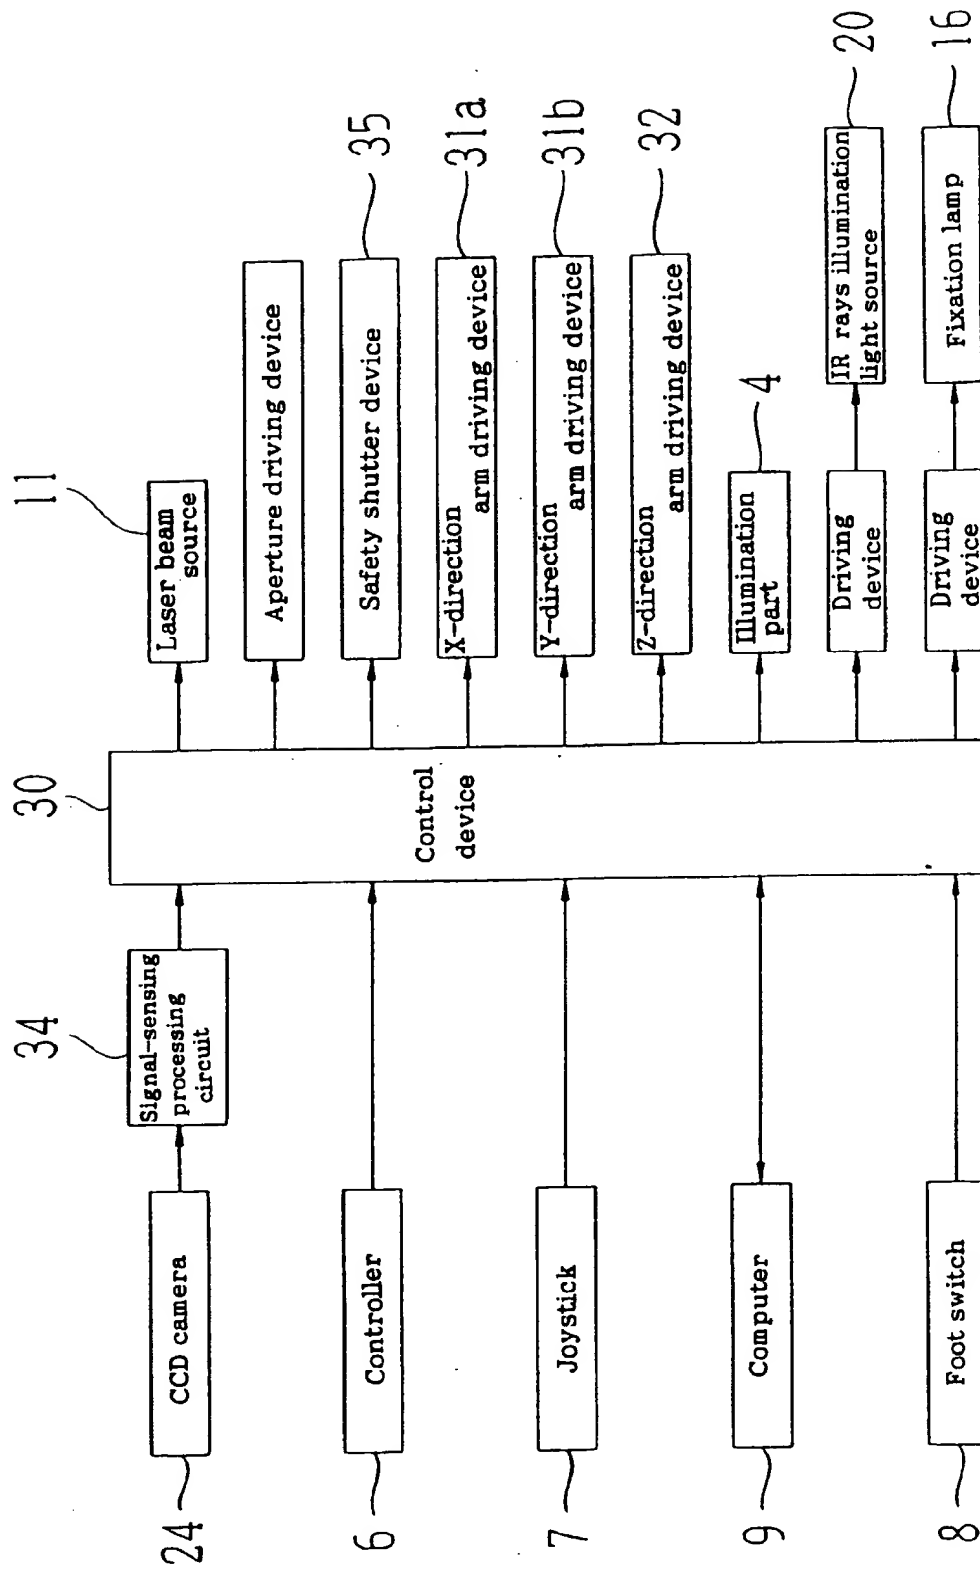 24
CCD camera
34
Signal-sensing
processing
circuit
6
Controller
7
Joystick
9
Computer
8
Foot switch
30
Control
device
11
Laser beam
source
Aperture driving device
Safety shutter device
35
X-direction
arm driving device
31a
Y-direction
arm driving device
31b
Z-direction
arm driving device
32
Illumination
part
4
Driving
device
IR rays illumination
light source
20
Driving
device
Fixation lamp
16